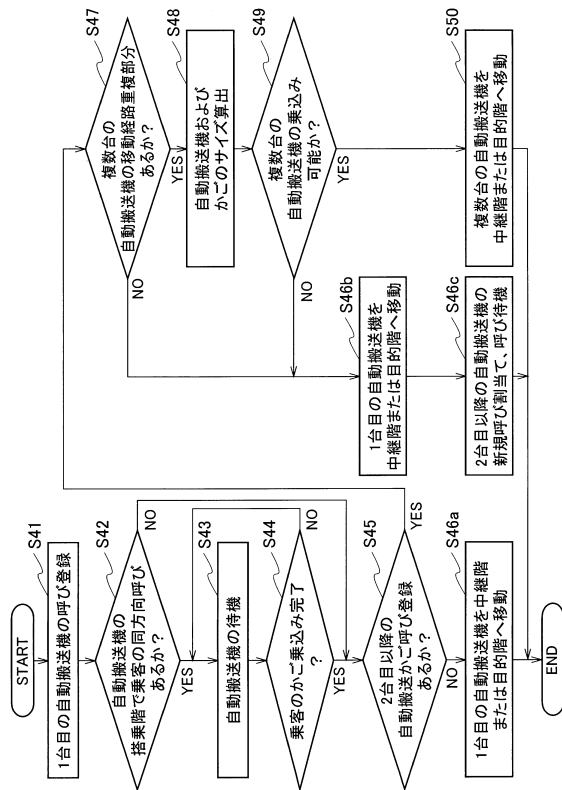 START
S41
1台目の自動搬送機の呼び登録
S42
自動搬送機の
搭乗階で乗客の同方向呼び
あるか？
NO
YES
S43
自動搬送機の待機
S44
乗客のかご乗込み完了
？
NO
YES
S45
2台目以降の
自動搬送かご呼び登録
あるか？
YES
NO
S46a
1台目の自動搬送機を中継階
または目的階へ移動
END
S47
複数台の
自動搬送機の移動経路重複部分
あるか？
NO
YES
S48
自動搬送機および
かごのサイズ算出
S49
複数台の
自動搬送機の乗込み
可能か？
NO
YES
S46b
1台目の自動搬送機を
中継階または目的階へ移動
S46c
2台目以降の自動搬送機の
新規呼び割当て、呼び待機
S50
複数台の自動搬送機を
中継階または目的階へ移動